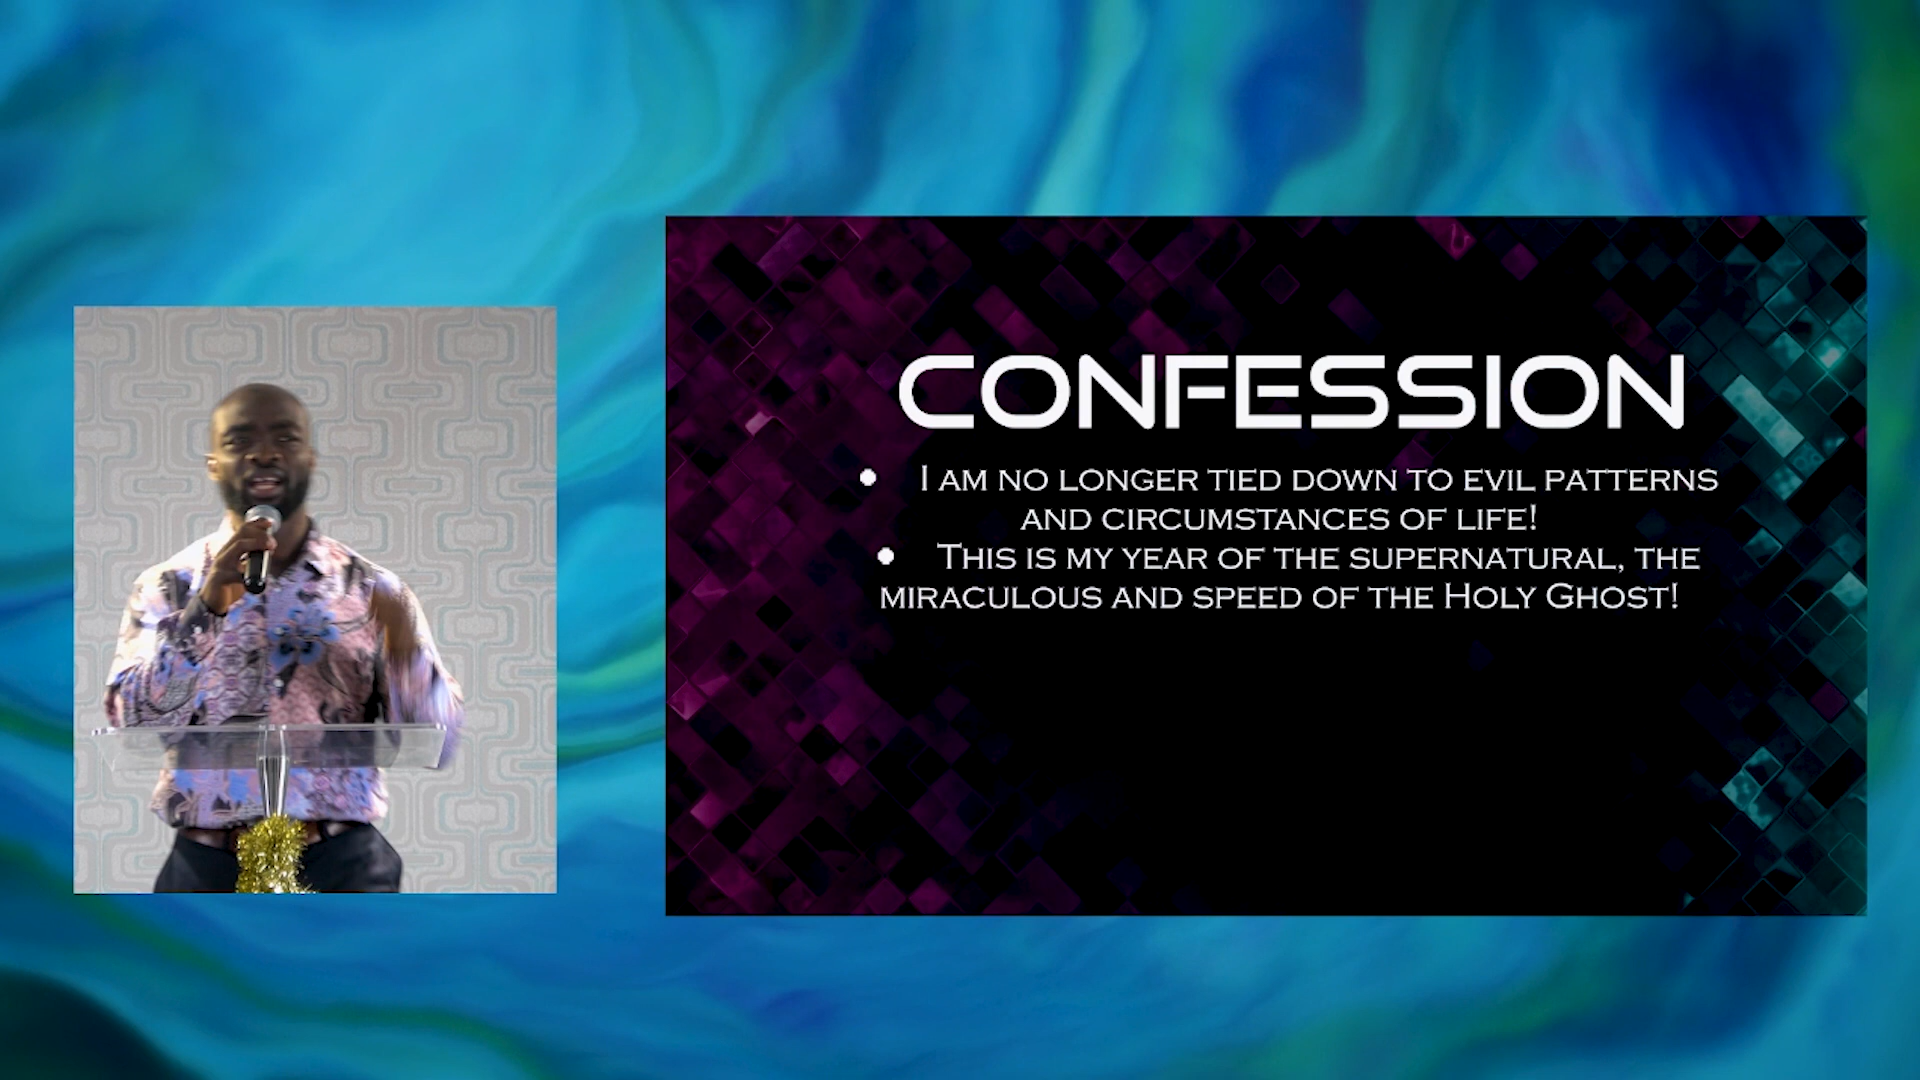 CONFESSION
• I AM NO LONGER TIED DOWN TO EVIL PATTERNS
AND CIRCUMSTANCES OF LIFE!
• THIS IS MY YEAR OF THE SUPERNATURAL, THE
MIRACULOUS AND SPEED OF THE HOLY GHOST!